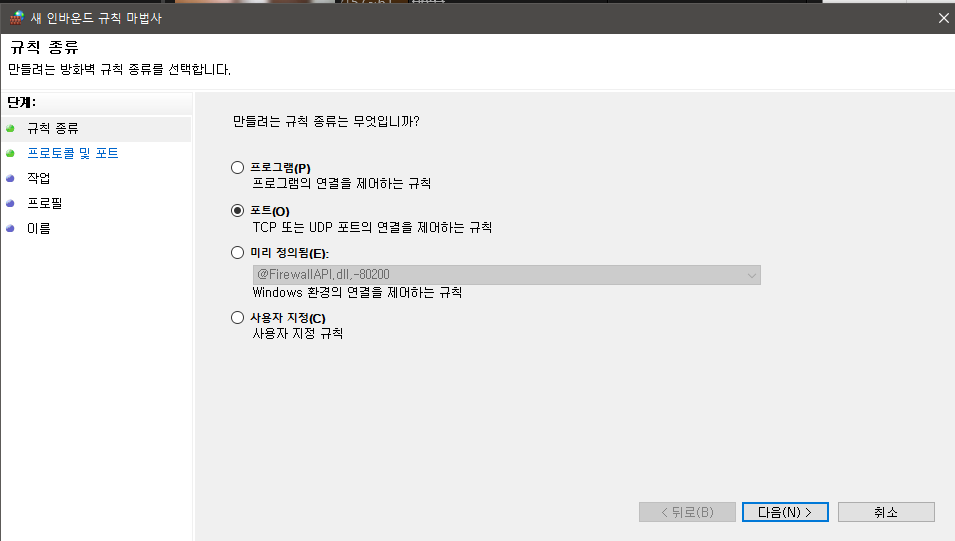 새 인바운드 규칙 마법사
규칙 종류
만들려는 방화벽 규칙 종류를 선택합니다.
단계:
규칙 종류
프로토콜 및 포트
작업
프로필
이름
만들려는 규칙 종류는 무엇입니까?
프로그램(P)
프로그램의 연결을 제어하는 규칙
포트(O)
TCP 또는 UDP 포트의 연결을 제어하는 규칙
미리 정의됨(E):
@FirewallAPI.dll,-80200
Windows 환경의 연결을 제어하는 규칙
사용자 지정(C)
사용자 지정 규칙
< 뒤로(B)
다음(N) >
취소